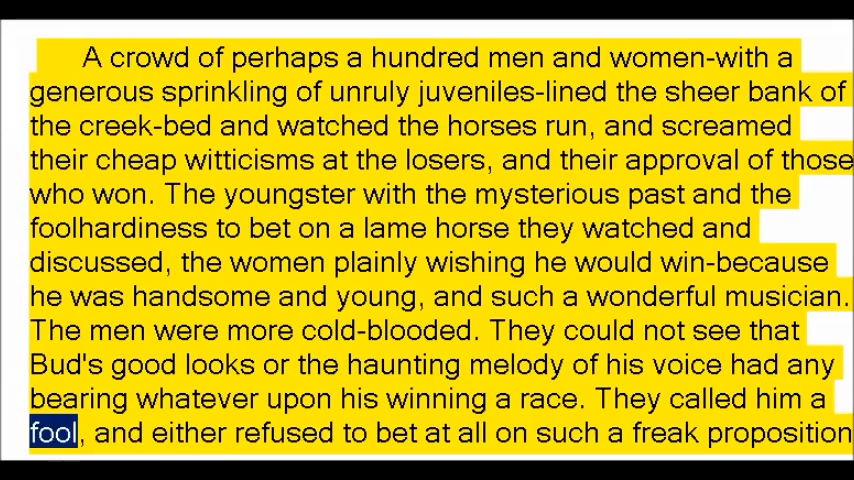 A crowd of perhaps a hundred men and women-with a
generous sprinkling of unruly juveniles-lined the sheer bank of
the creek-bed and watched the horses run, and screamed
their cheap witticisms at the losers, and their approval of those
who won. The youngster with the mysterious past and the
foolhardiness to bet on a lame horse they watched and
discussed, the women plainly wishing he would win-because
he was handsome and young, and such a wonderful musician.
The men were more cold-blooded. They could not see that
Bud's good looks or the haunting melody of his voice had any
bearing whatever upon his winning a race. They called him a
fool, and either refused to bet at all on such a freak proposition